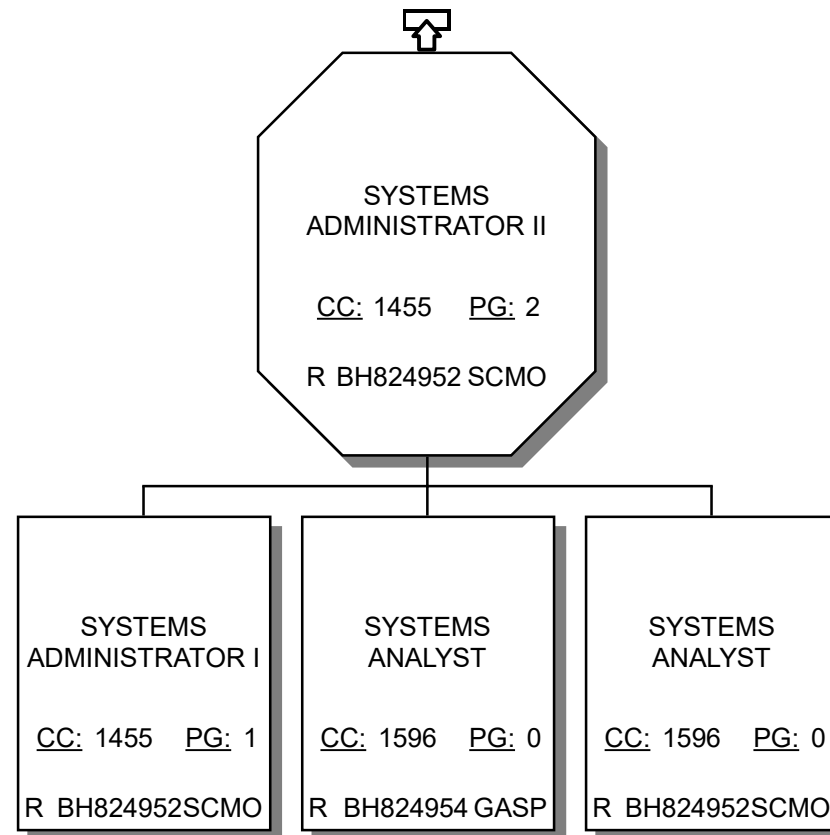 SYSTEMS
ADMINISTRATOR II
CC: 1455 PG: 2
R BH824952 SCMO
SYSTEMS
ADMINISTRATOR I
CC: 1455 PG: 1
R BH824952SCMO
SYSTEMS
ANALYST
CC: 1596 PG: 0
R BH824954 GASP
SYSTEMS
ANALYST
CC: 1596 PG: 0
R BH824952SCMO